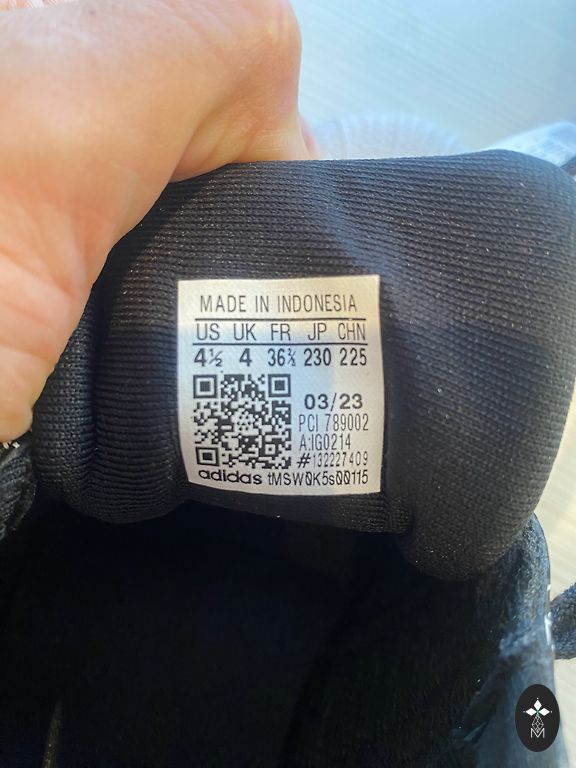 MADE IN INDONESIA
US UK FR JP CHN
4½ 4 36⅔ 230 225
03/23
PCI 789002
A:IG0214
#132227409
adidas tMSW0K5s00115
M